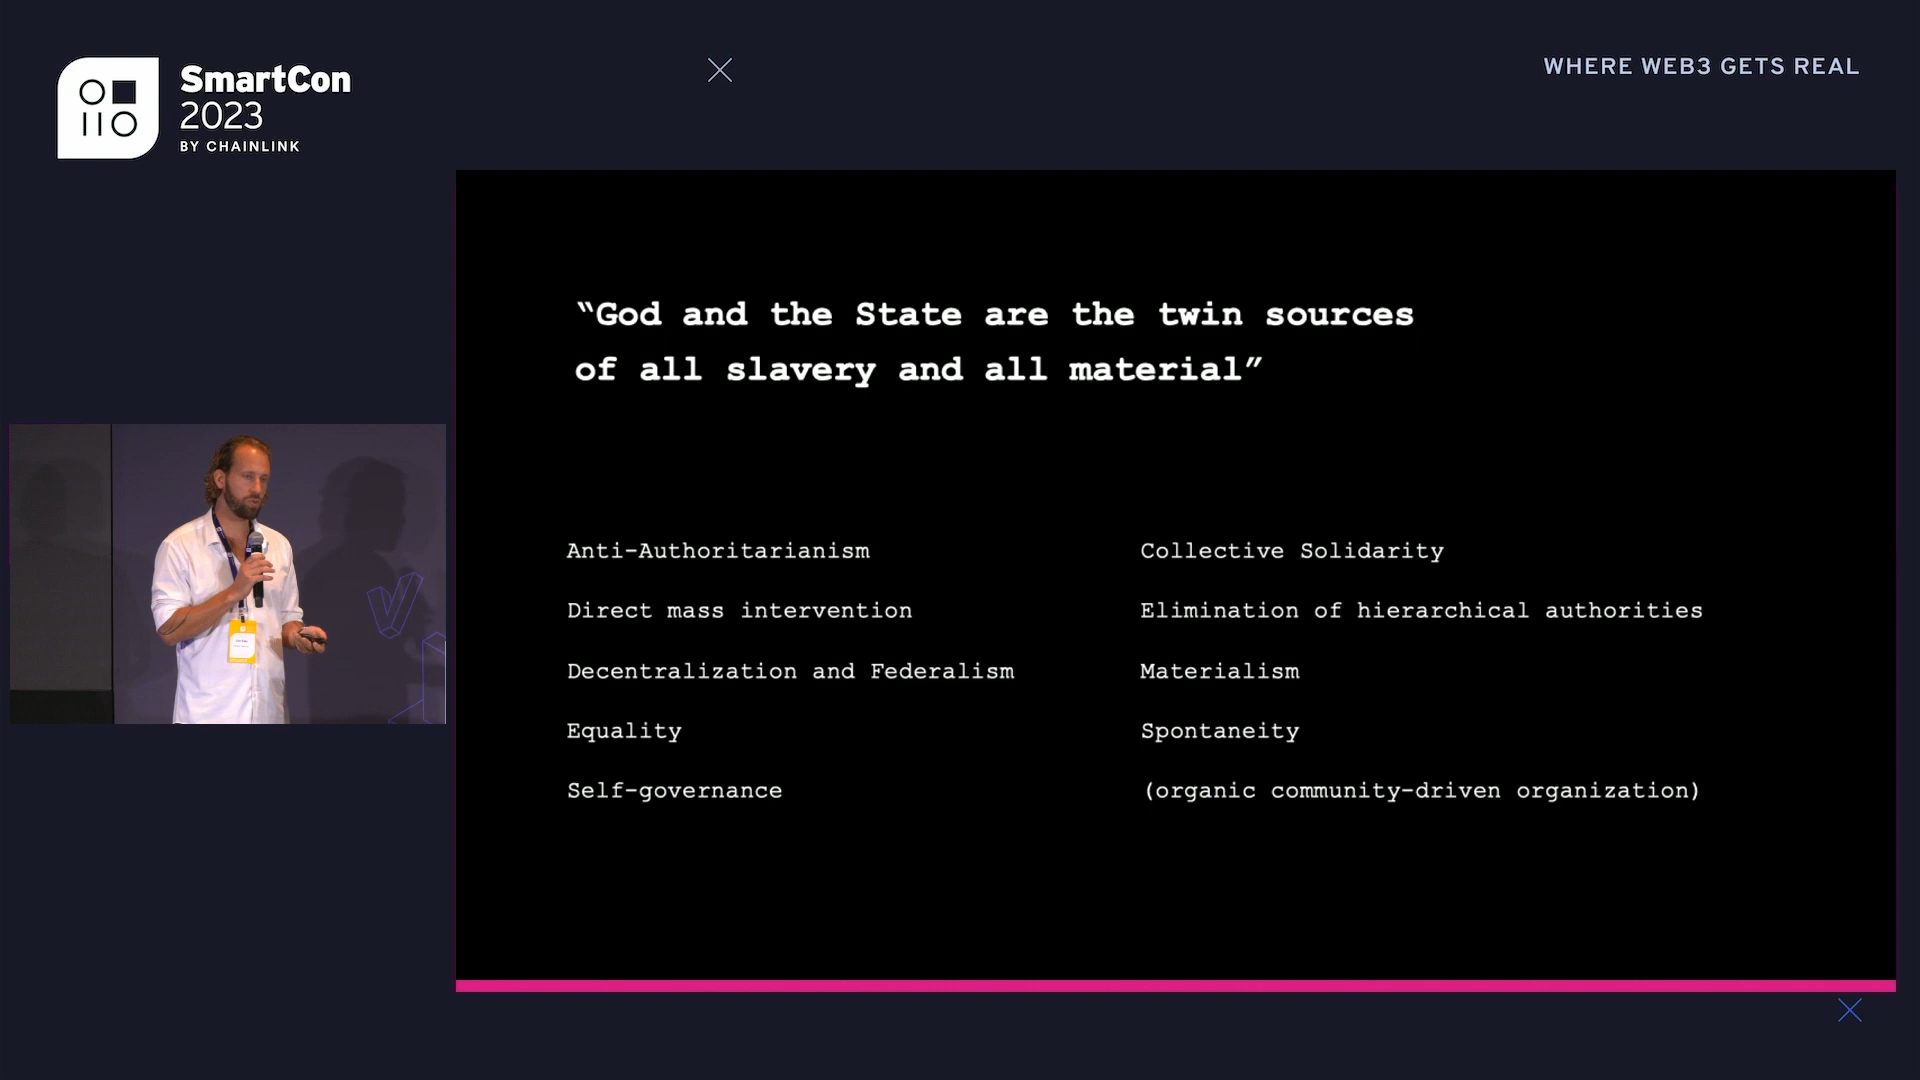 SmartCon
2023
BY CHAINLINK
WHERE WEB3 GETS REAL
“God and the State are the twin sources
of all slavery and all material”
Anti-Authoritarianism
Direct mass intervention
Decentralization and Federalism
Equality
Self-governance
Collective Solidarity
Elimination of hierarchical authorities
Materialism
Spontaneity
(organic community-driven organization)